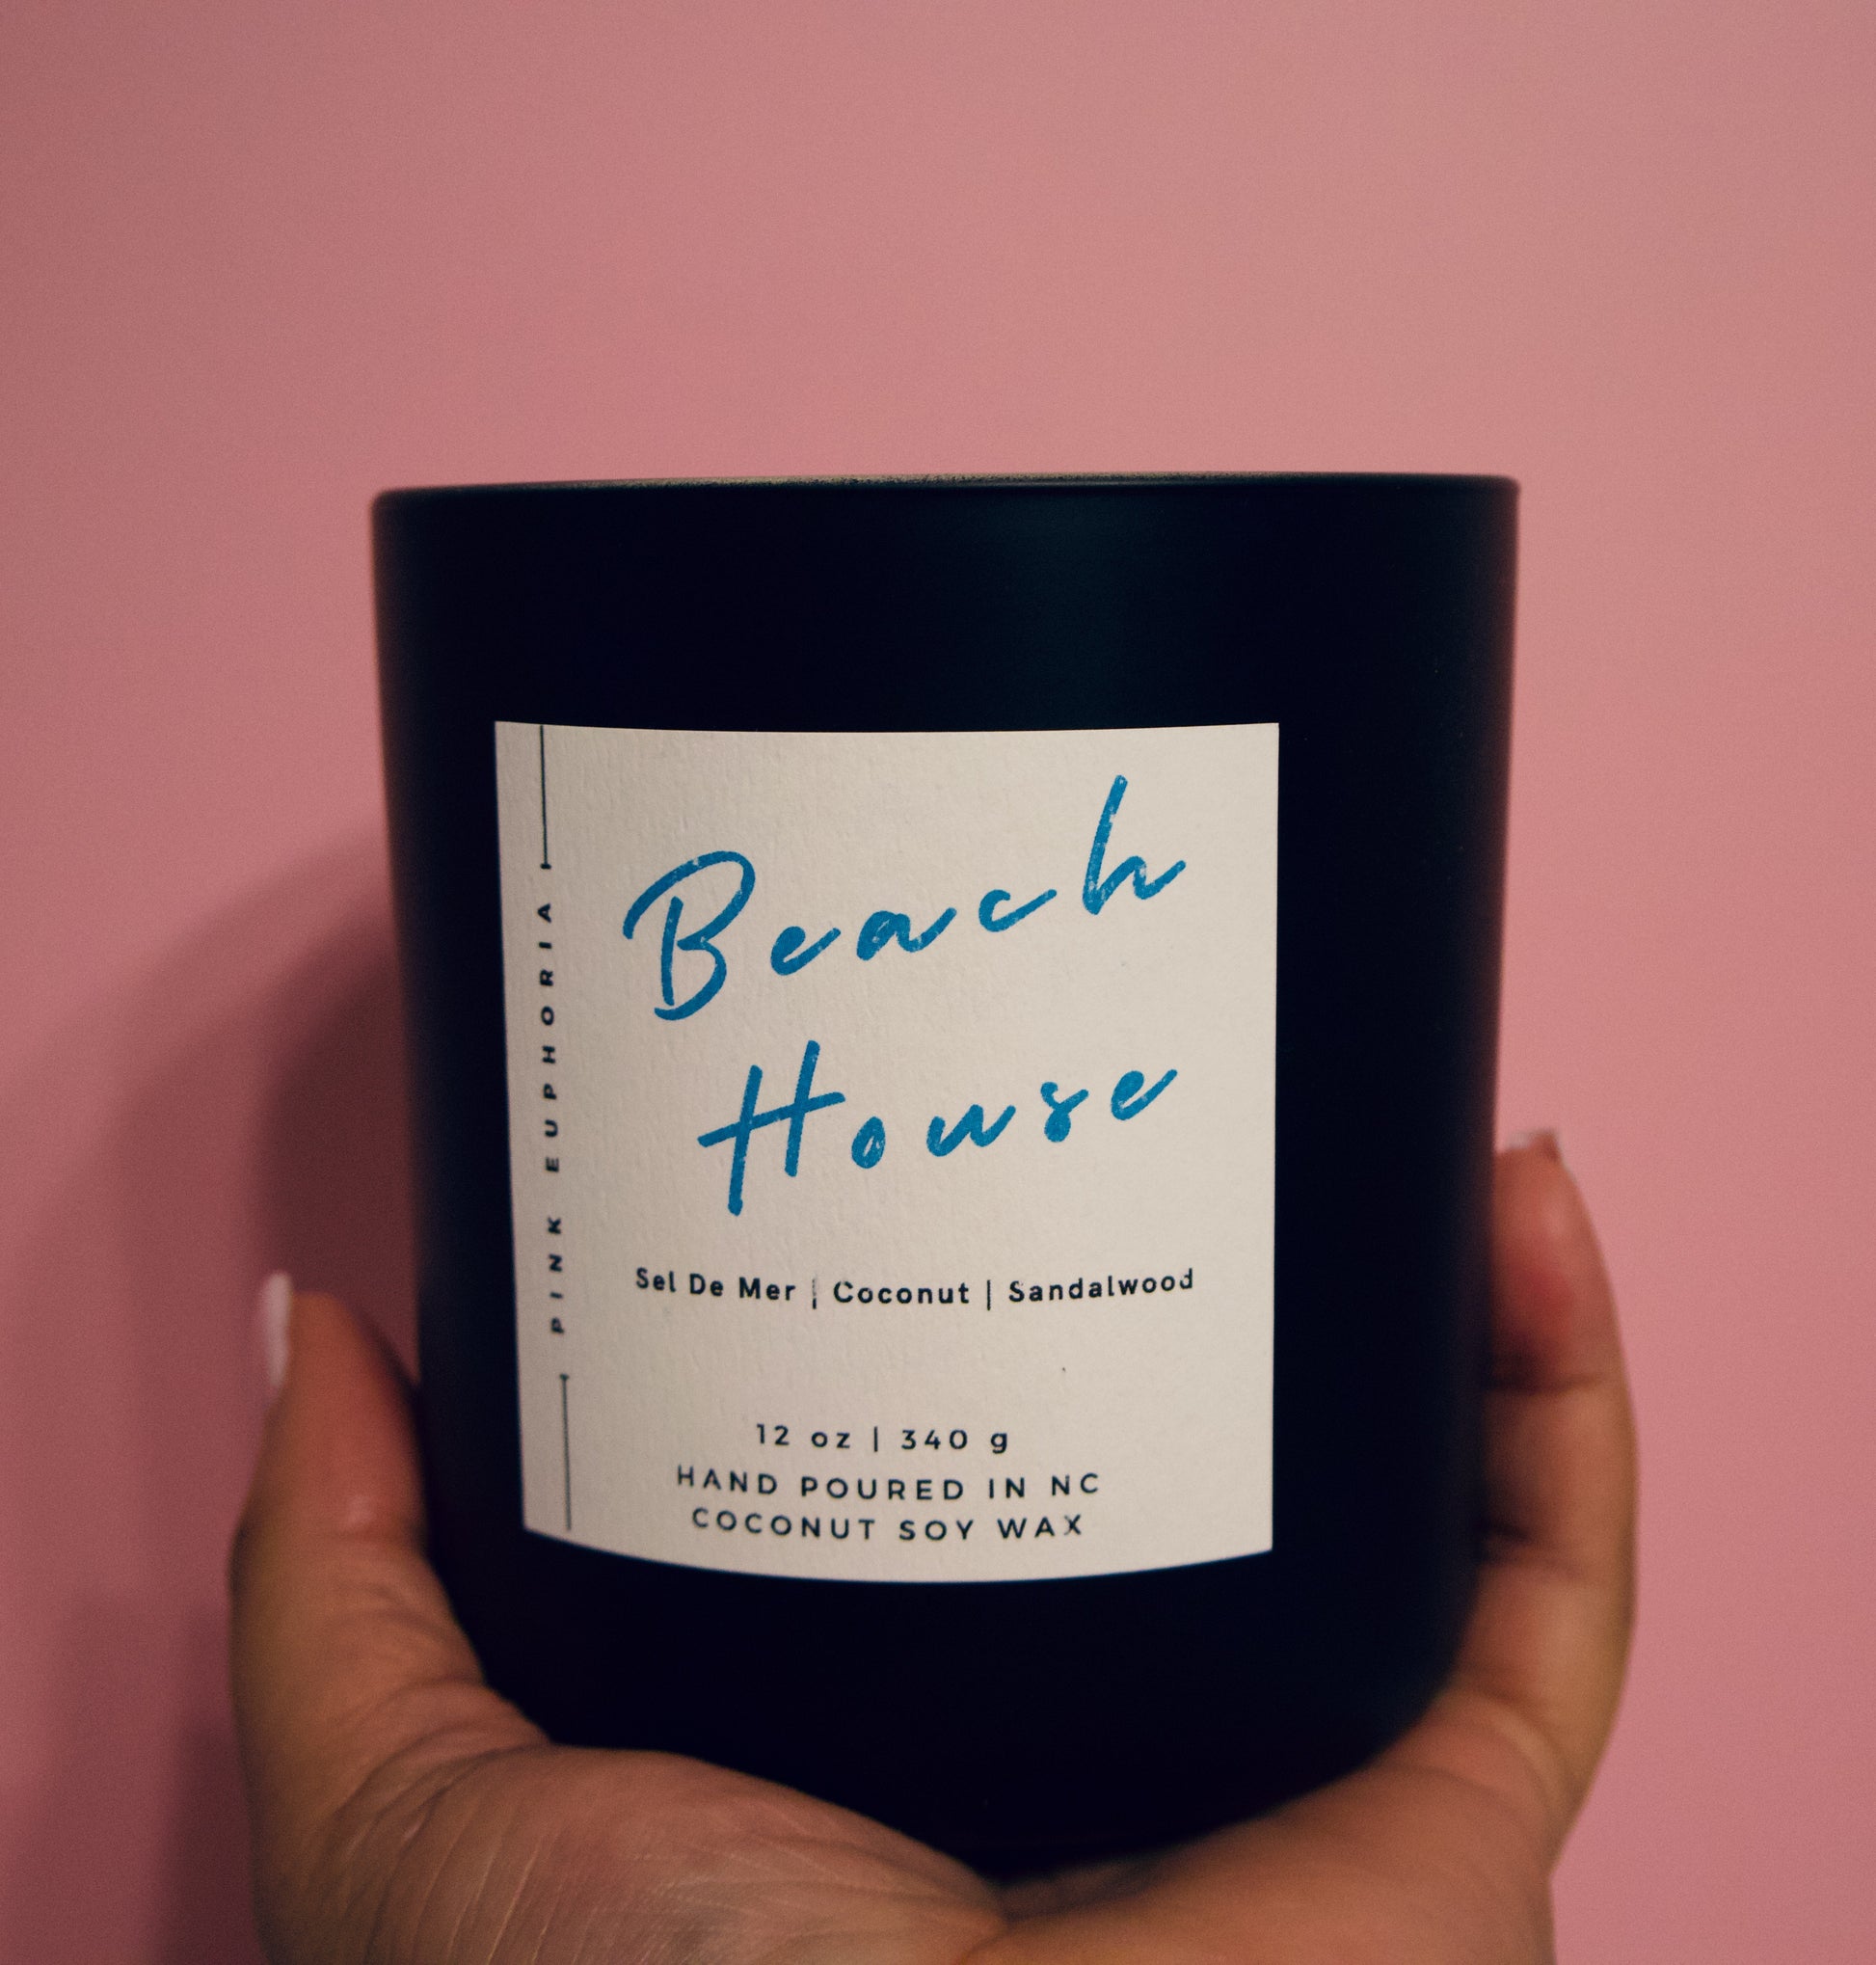 PINK EUPHORIA
Beach
House
Sel De Mer | Coconut | Sandalwood
12 oz | 340 g
HAND POURED IN NC
COCONUT SOY WAX